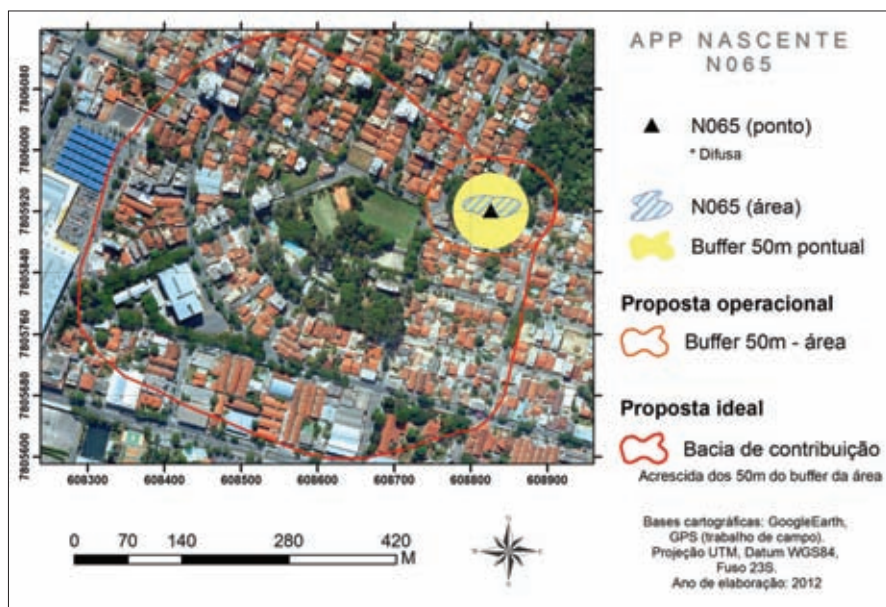 APP NASCENTE
N065
N065 (ponto)
* Difusa
N065 (área)
Buffer 50m pontual
Proposta operacional
Buffer 50m - área
Proposta ideal
Bacia de contribuição
Acrescida dos 50m do buffer da área
Bases cartográficas: GoogleEarth,
GPS (trabalho de campo).
Projeção UTM, Datum WGS84,
Fuso 23S.
Ano de elaboração: 2012
7806080
7806000
7805920
7805840
7805760
7805680
7805600
608300 608400 608500 608600 608700 608800 608900
0 70 140 280 420
M